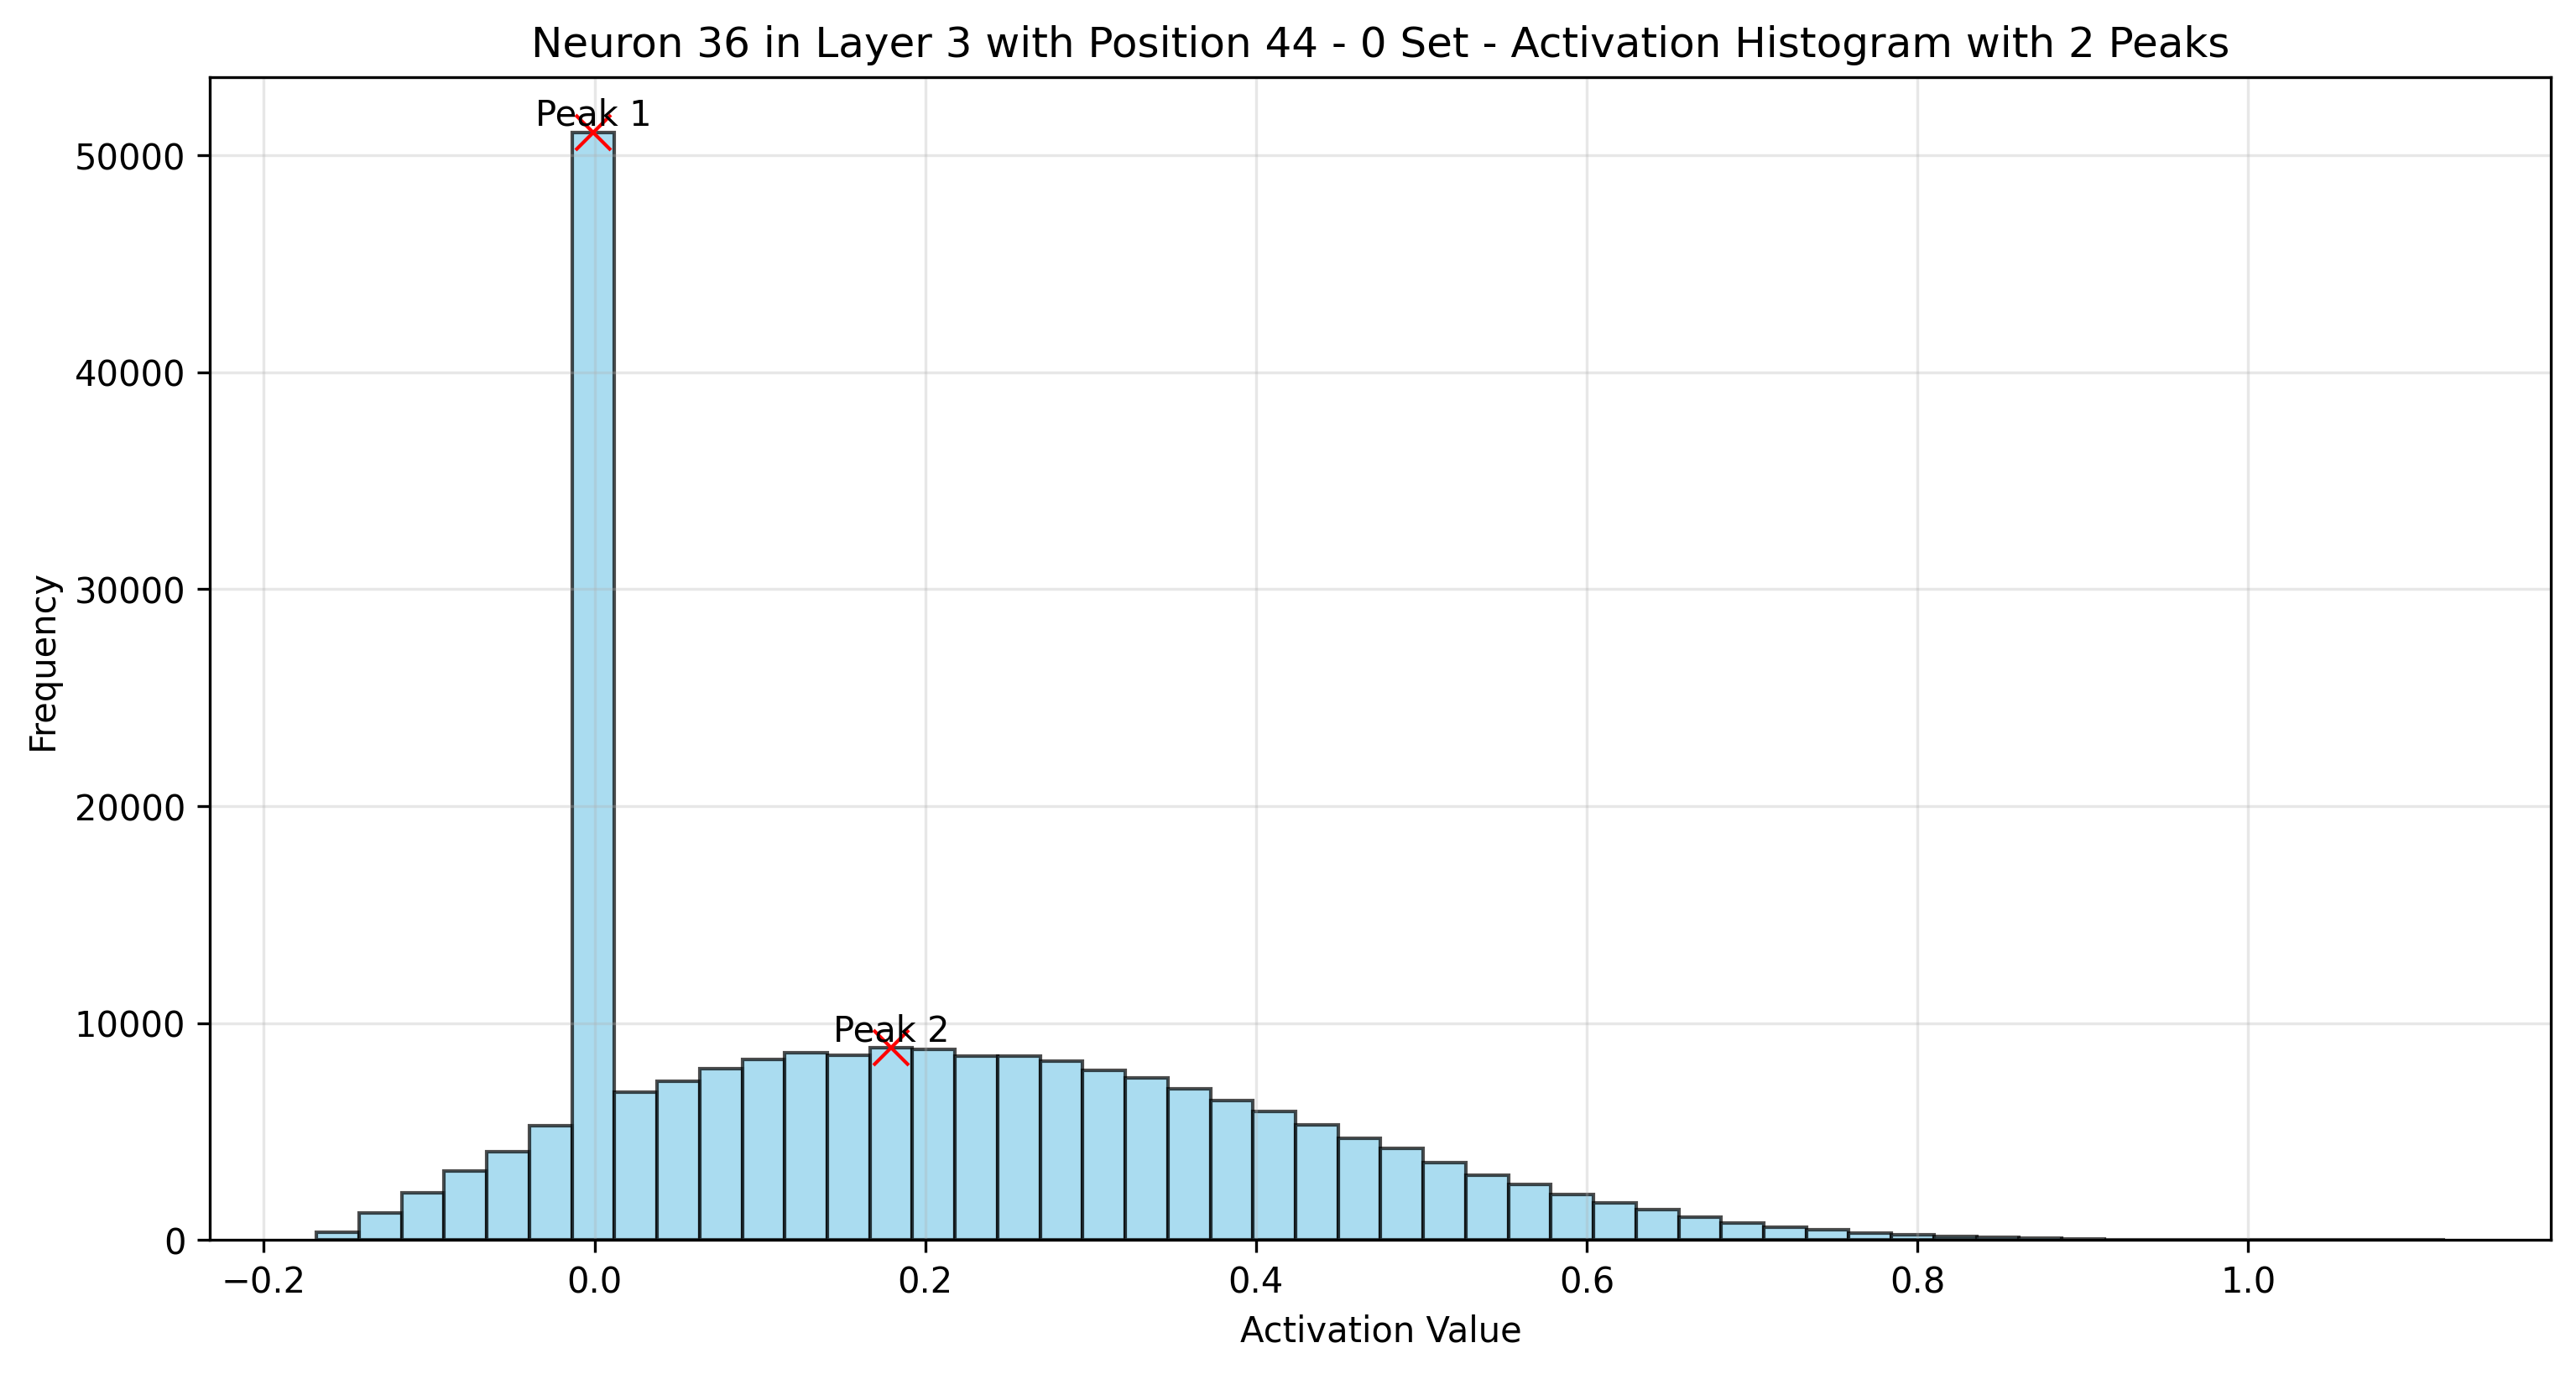 Neuron 36 in Layer 3 with Position 44 - 0 Set - Activation Histogram with 2 Peaks
Peak 1
50000
40000
30000
20000
Peak 2
10000
0
Frequency
−0.2 0.0 0.2 0.4 0.6 0.8 1.0
Activation Value